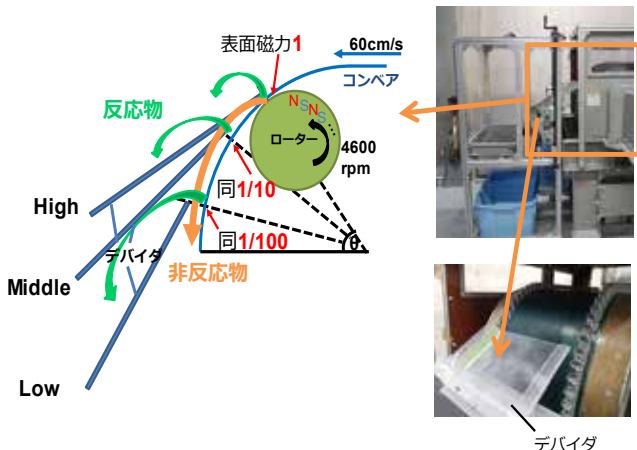 表面磁力1
60cm/s
コンベア
反応物
NSNS…
ローター
4600
rpm
同1/10
High
同1/100
θ
デバイダ
非反応物
Middle
Low
デバイダ